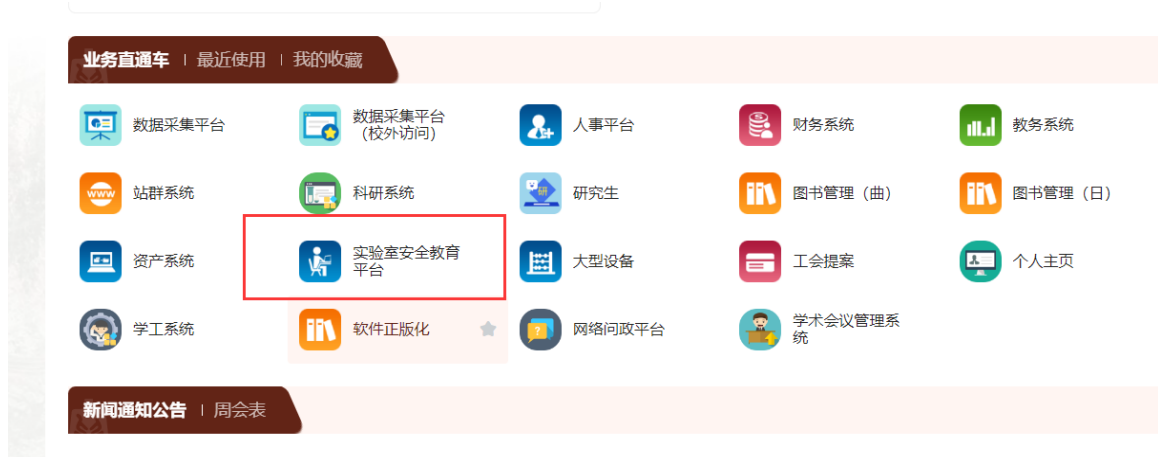 业务直通车 | 最近使用 | 我的收藏
数据采集平台
数据采集平台
（校外访问）
人事平台
财务系统
教务系统
www
站群系统
科研系统
研
研究生
图书管理（曲）
图书管理（日）
资产系统
实验室安全教育
平台
大型设备
工会提案
个人主页
学工系统
软件正版化
?
网络问政平台
学术会议管理系
统
新闻通知公告 | 周会表